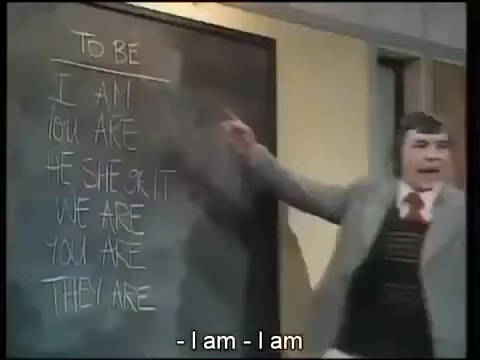 TO BE
I AM
YOU ARE
HE SHE OR IT
WE ARE
YOU ARE
THEY ARE
- I am - I am